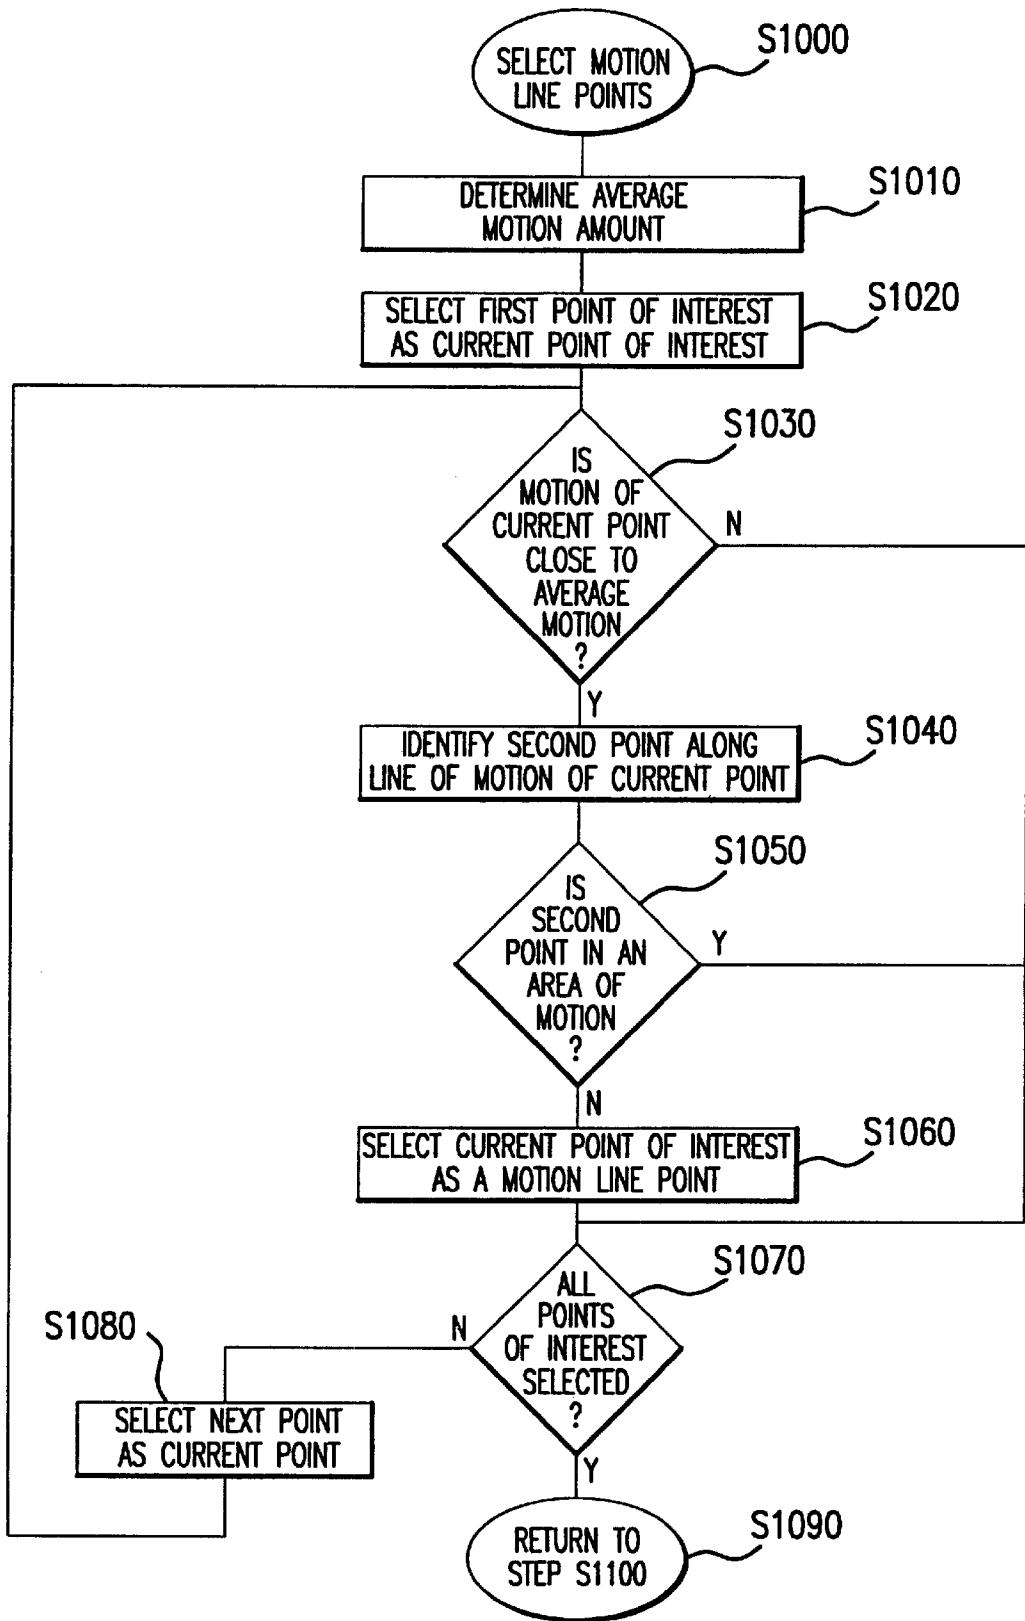 SELECT MOTION
LINE POINTS
S1000
DETERMINE AVERAGE
MOTION AMOUNT
S1010
SELECT FIRST POINT OF INTEREST
AS CURRENT POINT OF INTEREST
S1020
IS
MOTION OF
CURRENT POINT
CLOSE TO
AVERAGE
MOTION
?
S1030
N
Y
IDENTIFY SECOND POINT ALONG
LINE OF MOTION OF CURRENT POINT
S1040
IS
SECOND
POINT IN AN
AREA OF
MOTION
?
S1050
Y
N
SELECT CURRENT POINT OF INTEREST
AS A MOTION LINE POINT
S1060
ALL
POINTS
OF INTEREST
SELECTED
?
S1070
N
S1080
SELECT NEXT POINT
AS CURRENT POINT
Y
RETURN TO
STEP S1100
S1090